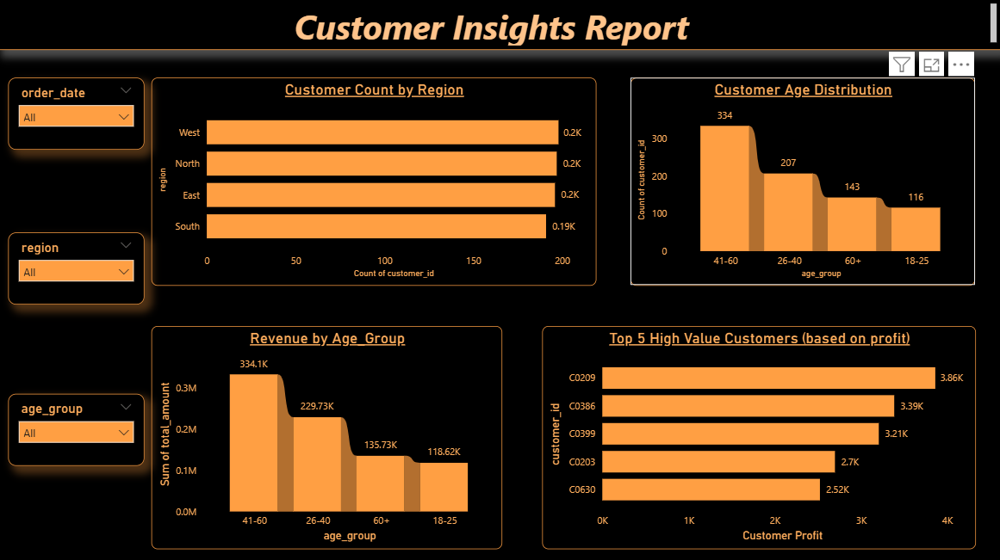 Customer Insights Report
order_date
All
region
All
age_group
All
Customer Count by Region
region
West
0.2K
North
0.2K
East
0.2K
South
0.19K
0 50 100 150 200
Count of customer_id
Customer Age Distribution
Count of customer_id
300
200
100
0
334
207
143
116
41-60 26-40 60+ 18-25
age_group
Revenue by Age_Group
Sum of total_amount
0.3M
0.2M
0.1M
0.0M
334.1K
229.73K
135.73K
118.62K
41-60 26-40 60+ 18-25
age_group
Top 5 High Value Customers (based on profit)
customer_id
C0209
3.86K
C0386
3.39K
C0399
3.21K
C0203
2.7K
C0630
2.52K
0K 1K 2K 3K 4K
Customer Profit